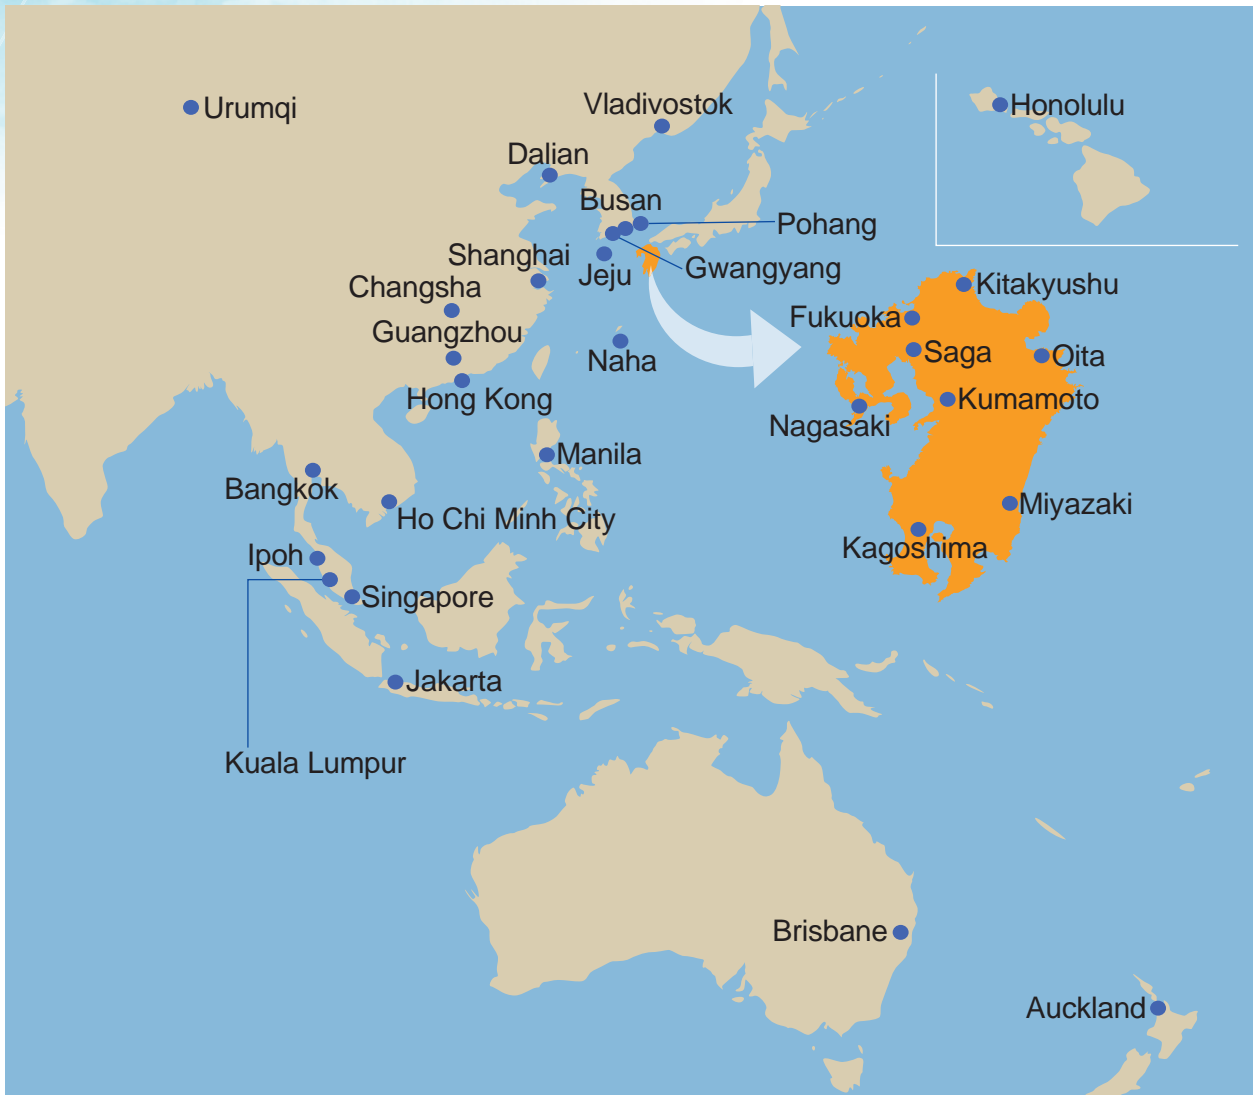 Urumqi
Vladivostok
Honolulu
Dalian
Busan
Pohang
Shanghai
Jeju
Gwangyang
Changsha
Kitakyushu
Guangzhou
Fukuoka
Naha
Saga
Oita
Hong Kong
Kumamoto
Nagasaki
Manila
Bangkok
Ho Chi Minh City
Miyazaki
Kagoshima
Ipoh
Singapore
Jakarta
Kuala Lumpur
Brisbane
Auckland